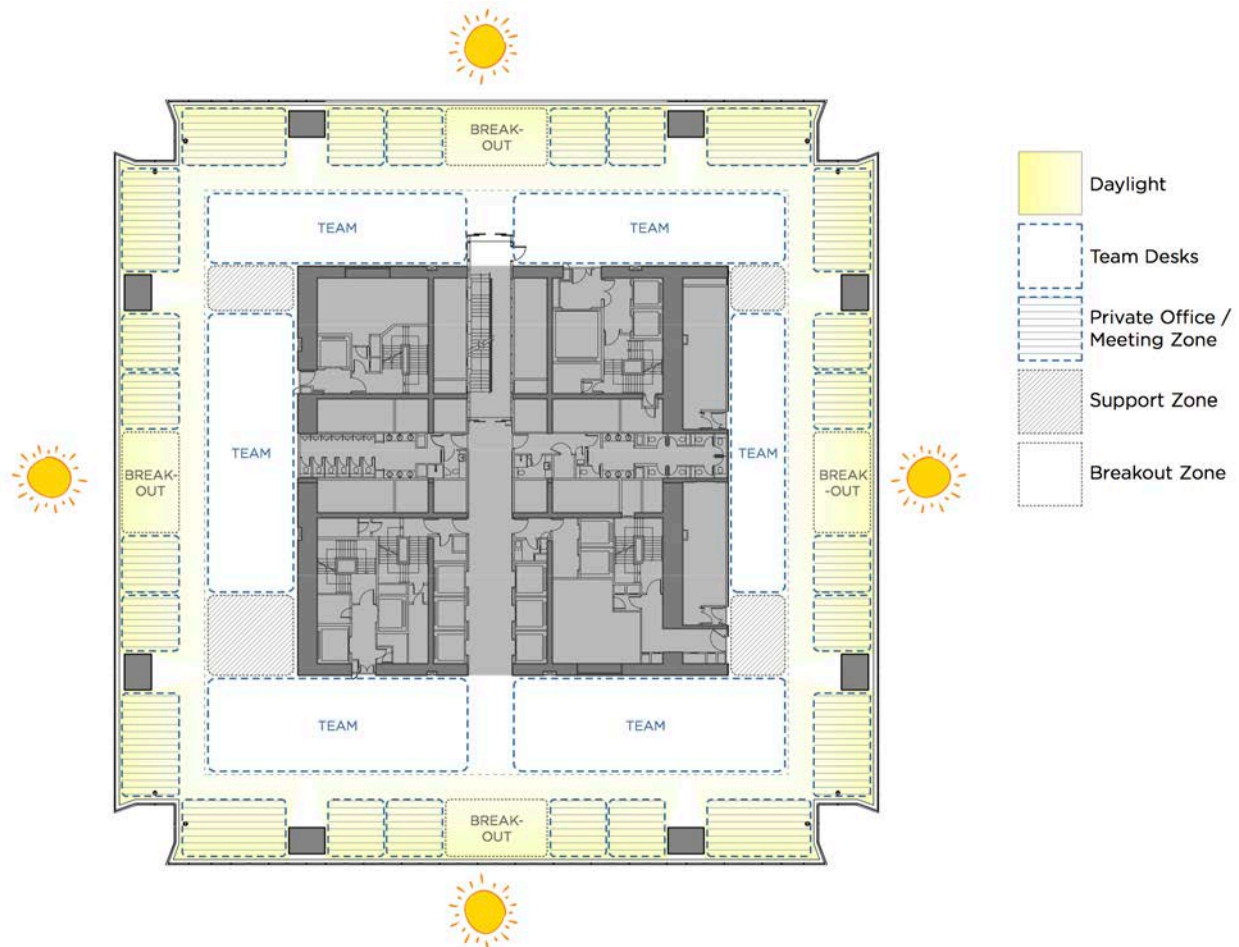 BREAK-
OUT
TEAM
TEAM
TEAM
TEAM
BREAK-
OUT
BREAK
-OUT
TEAM
TEAM
BREAK-
OUT
Daylight
Team Desks
Private Office /
Meeting Zone
Support Zone
Breakout Zone